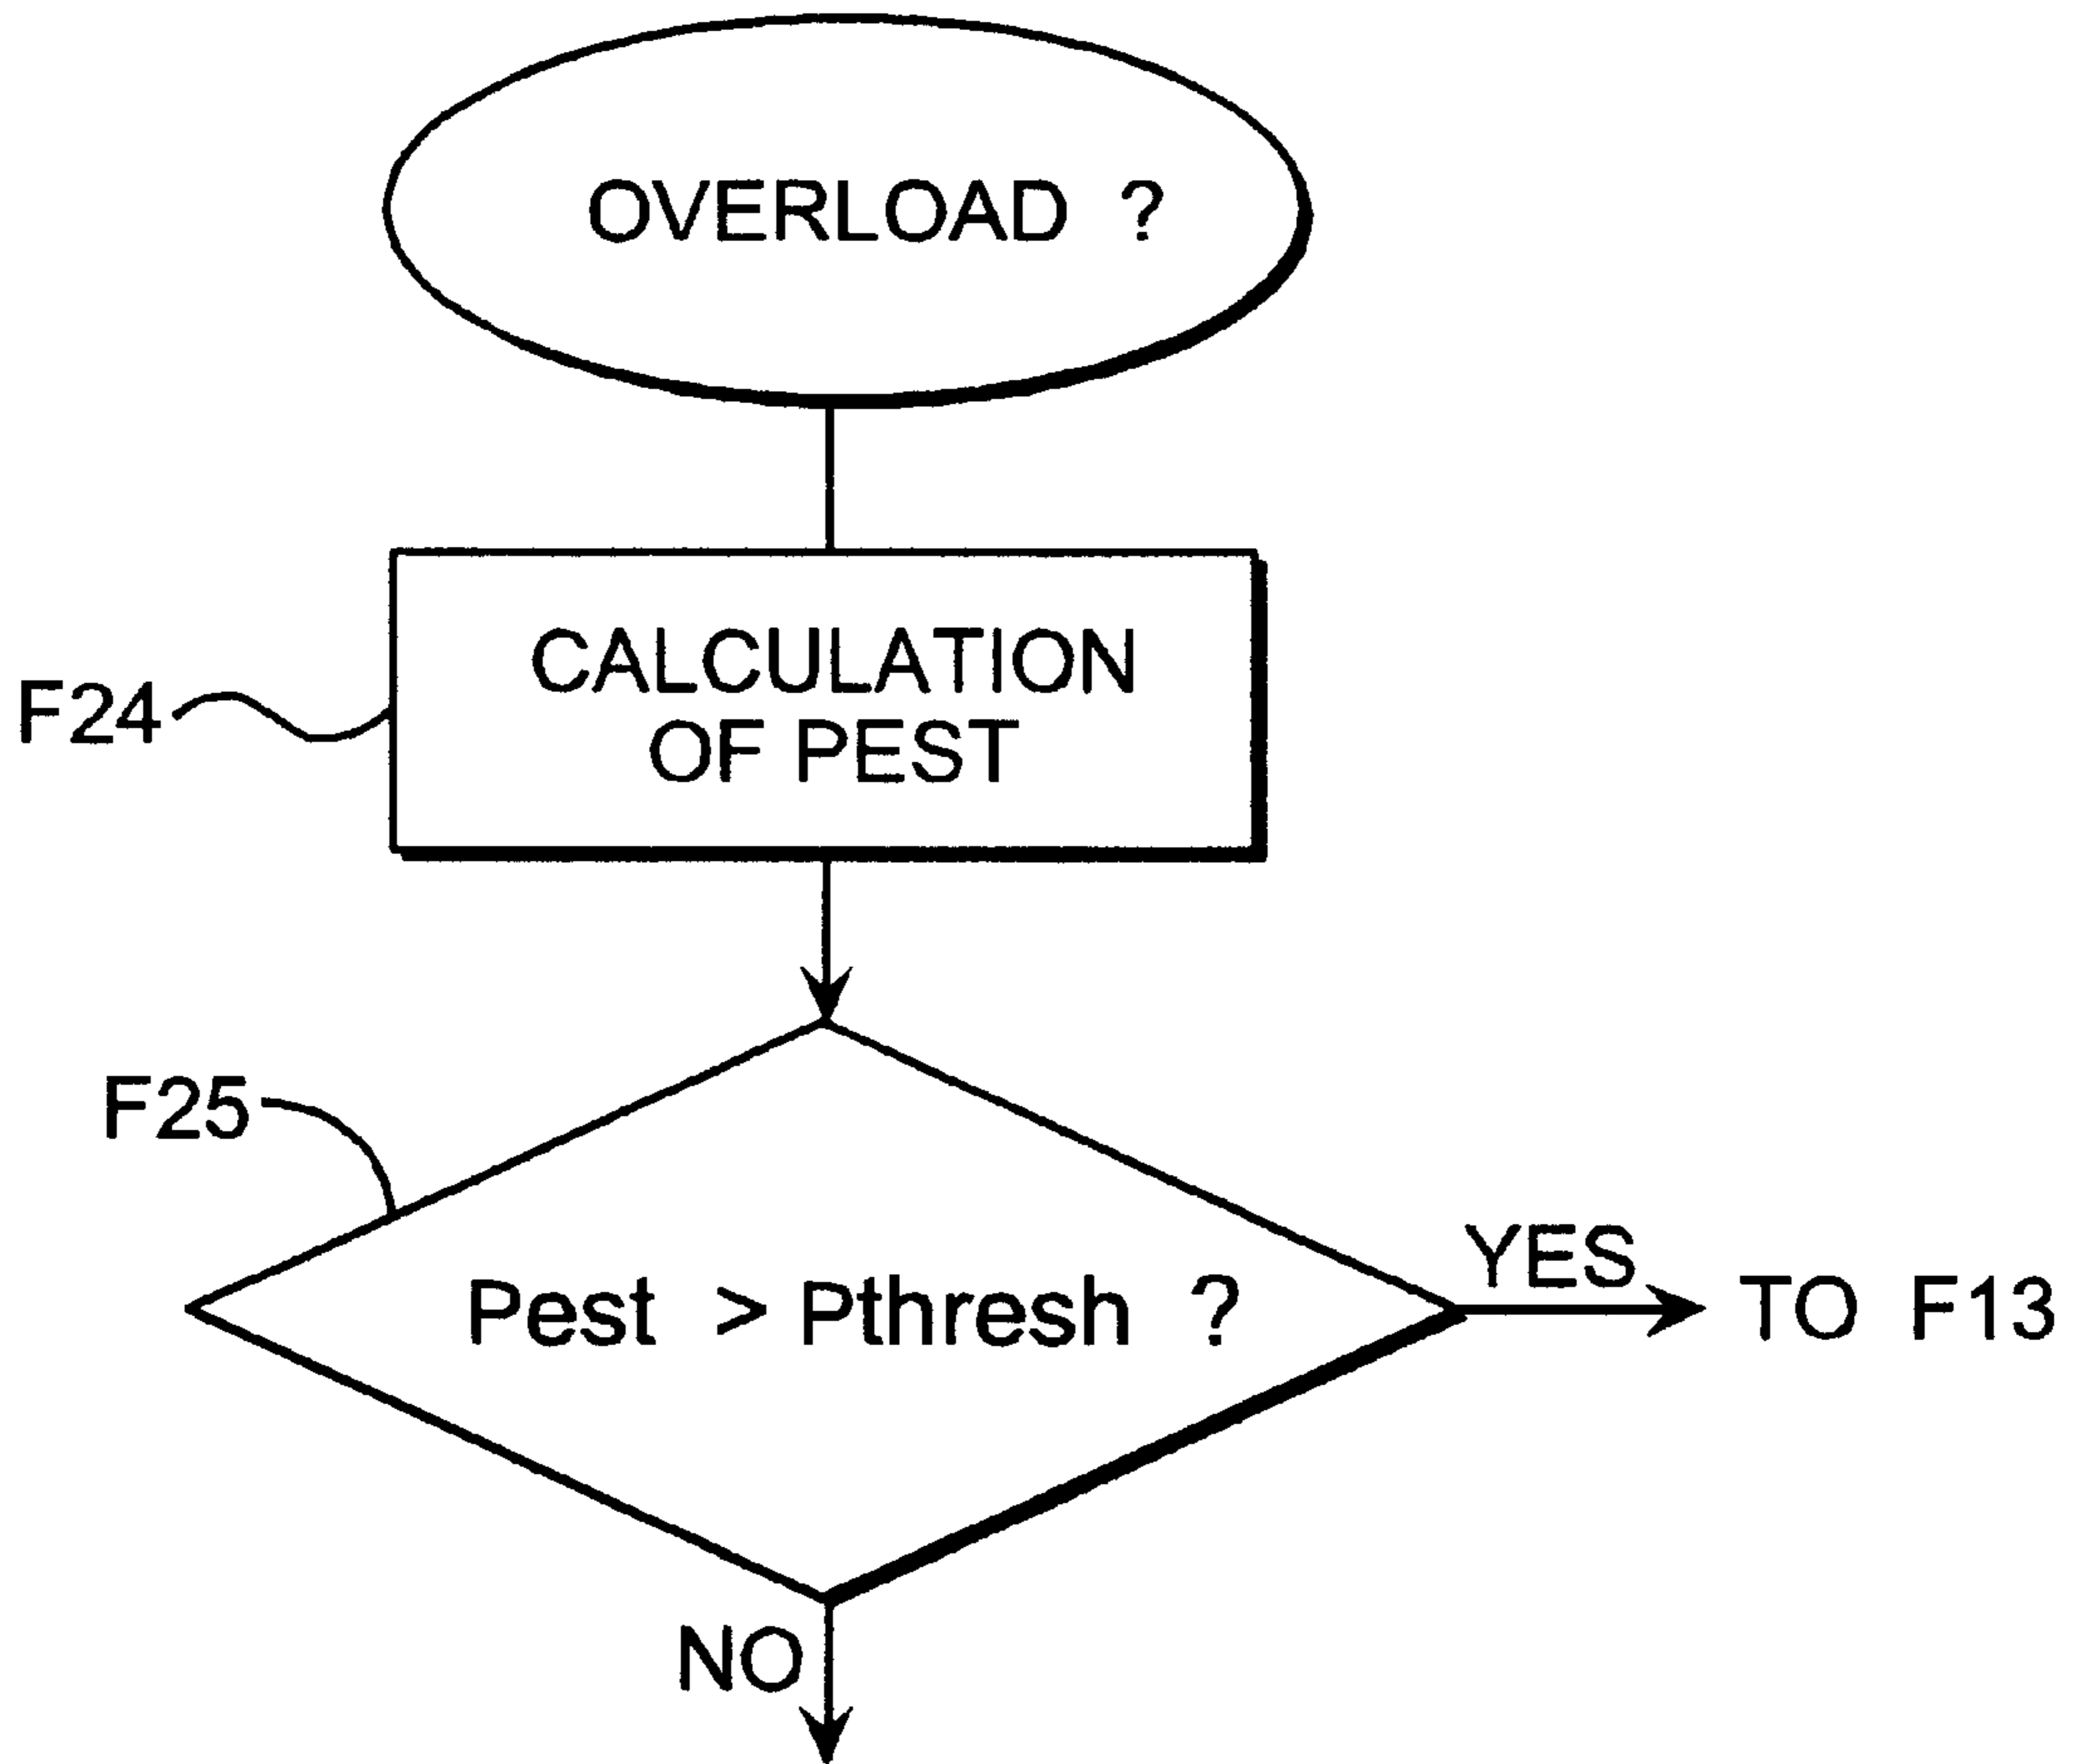 OVERLOAD ?
CALCULATION
OF PEST
F24
F25
Pest > Pthresh ?
YES
TO F13
NO